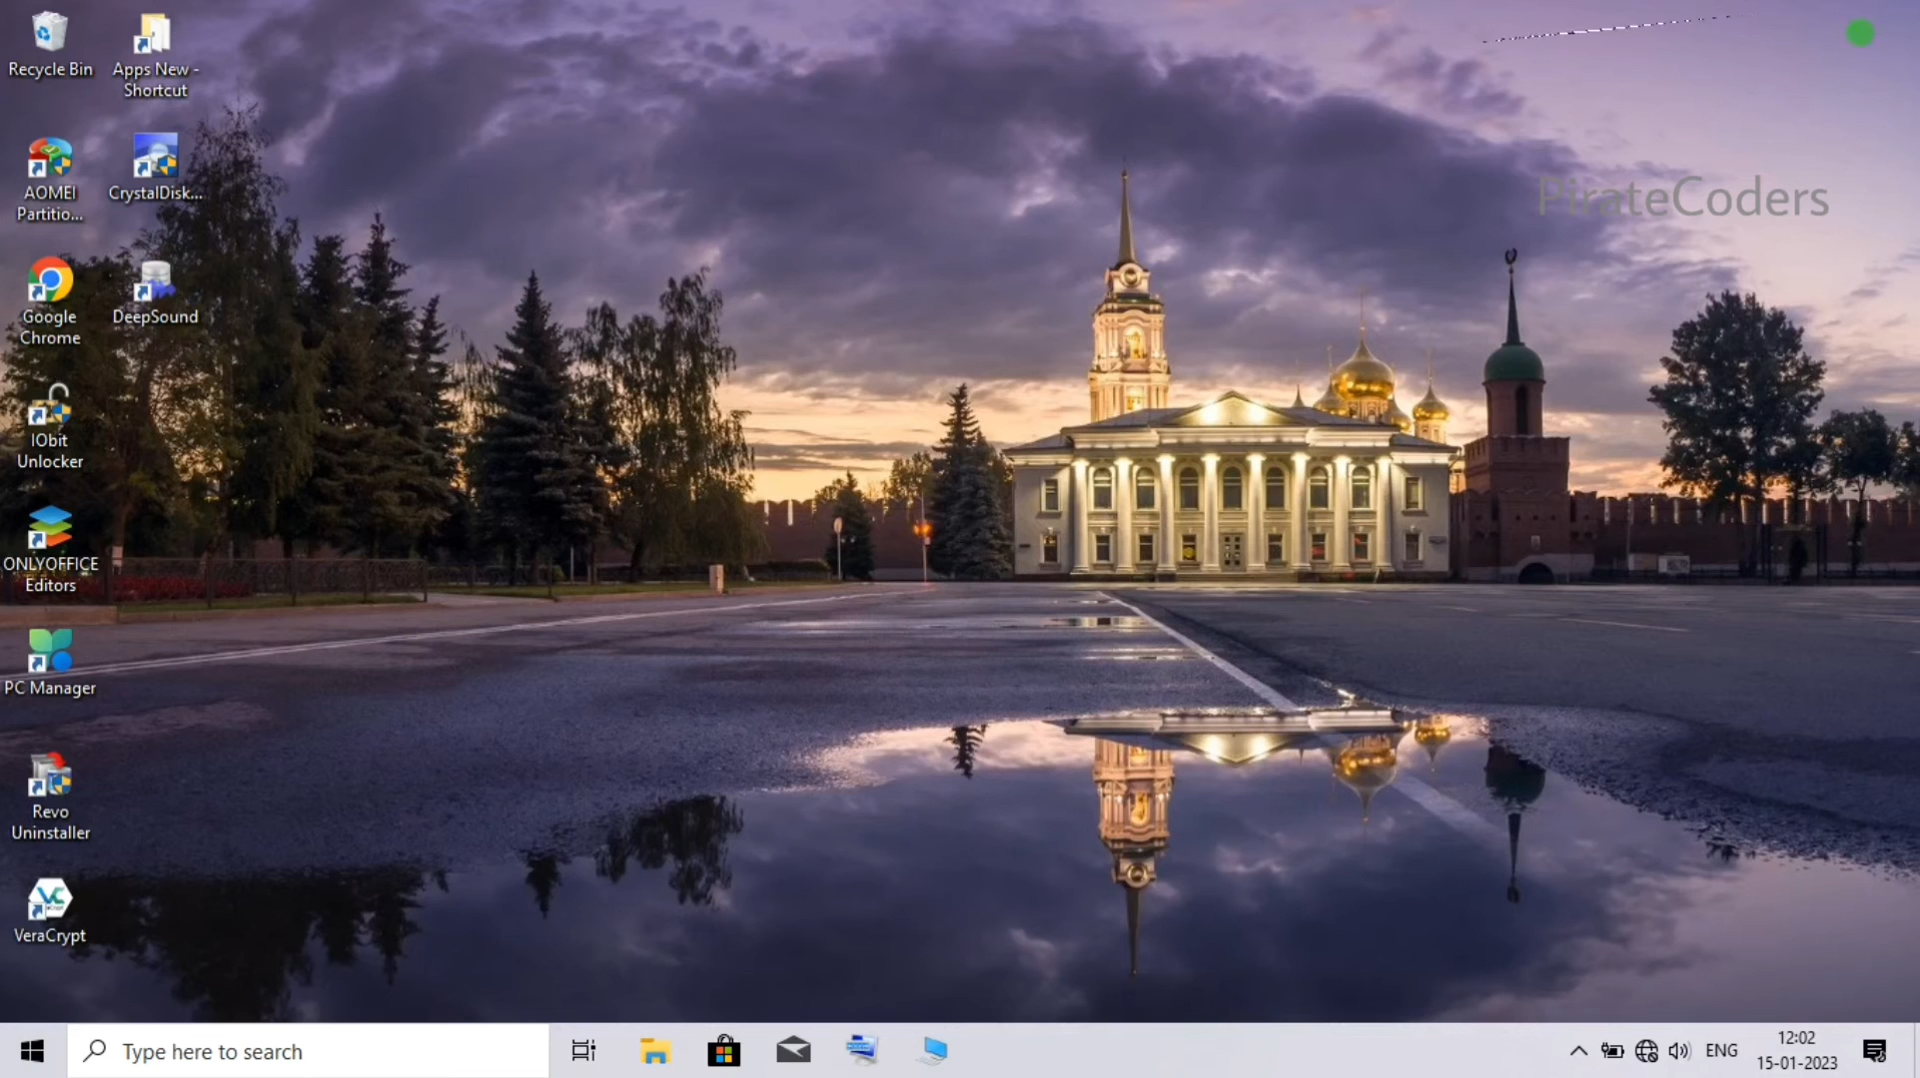 Recycle Bin
Apps New -
Shortcut
AOMEI
Partitio...
CrystalDisk...
Google
Chrome
DeepSound
IObit
Unlocker
ONLYOFFICE
Editors
PC Manager
Revo
Uninstaller
VeraCrypt
PirateCoders
Type here to search
ENG
12:02
15-01-2023